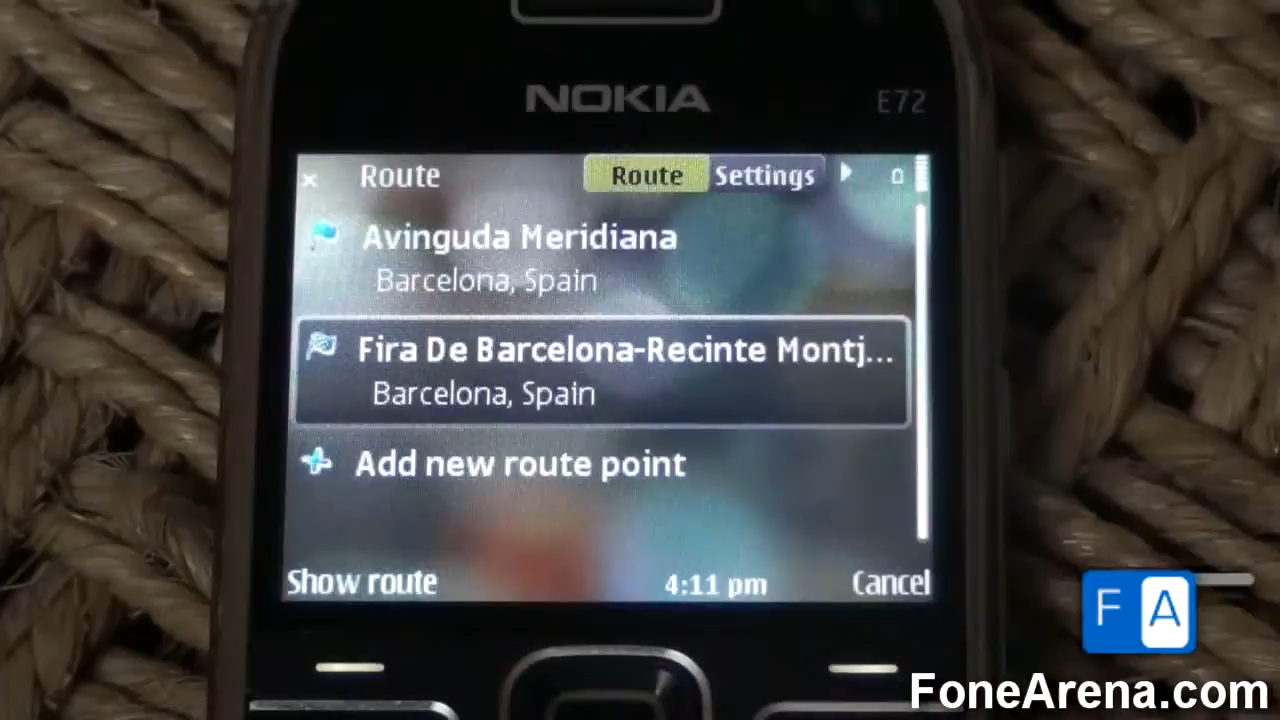 NOKIA
E72
Route Route Settings
Avinguda Meridiana
Barcelona, Spain
Fira De Barcelona-Recinte Montj...
Barcelona, Spain
Add new route point
Show route 4:11 pm Cancel
F A
FoneArena.com